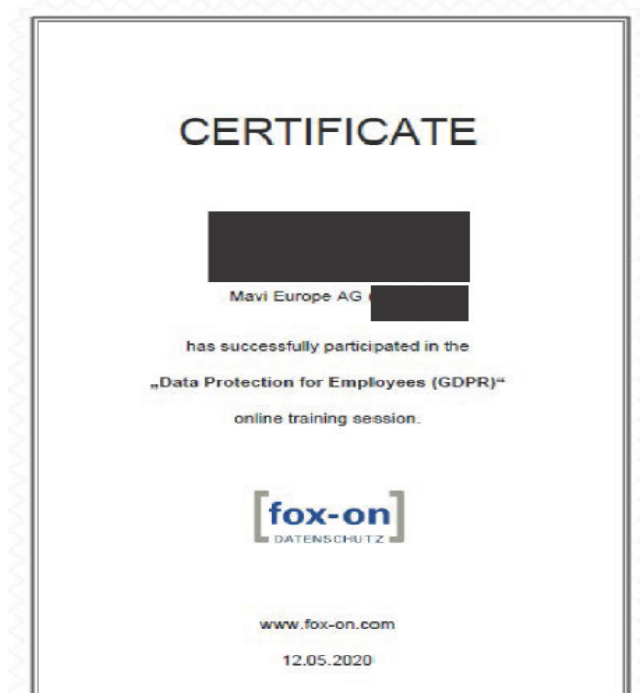 CERTIFICATE
Mavi Europe AG (
has successfully participated in the
„Data Protection for Employees (GDPR)“
online training session.
[fox-on]
DATENSCHUTZ
www.fox-on.com
12.05.2020